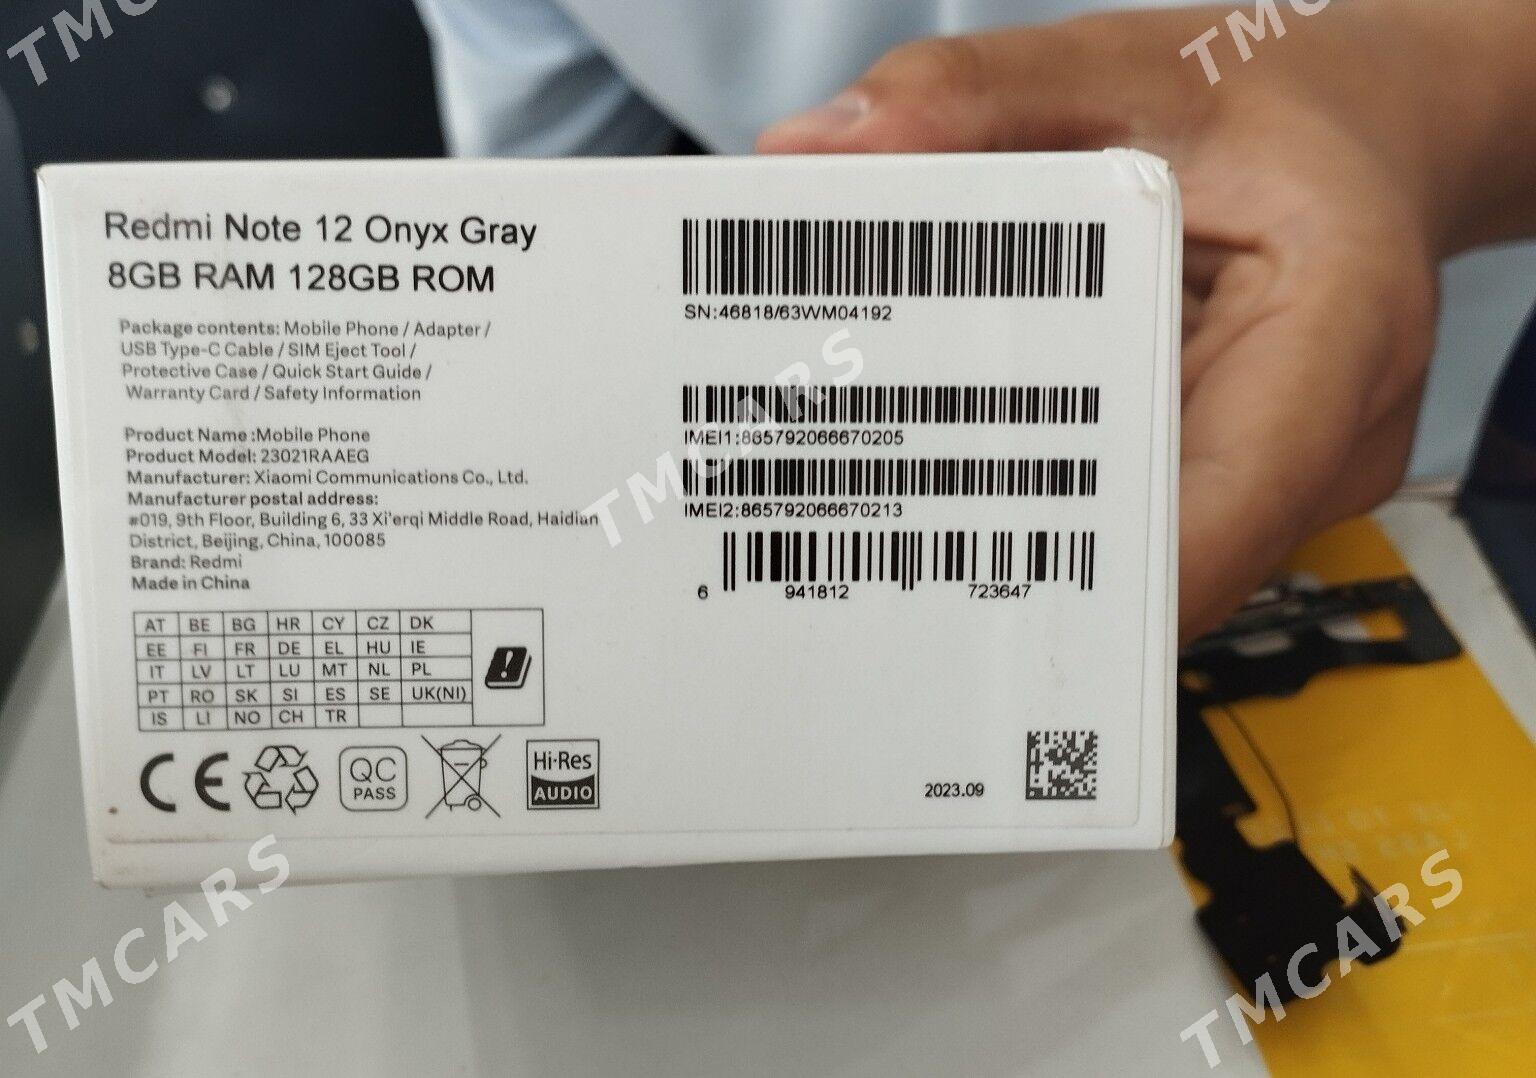 Redmi Note 12 Onyx Gray
8GB RAM 128GB ROM
Package contents: Mobile Phone / Adapter /
USB Type-C Cable / SIM Eject Tool /
Protective Case / Quick Start Guide /
Warranty Card / Safety Information
Product Name :Mobile Phone
Product Model: 23021RAAEG
Manufacturer: Xiaomi Communications Co., Ltd.
Manufacturer postal address:
#019, 9th Floor, Building 6, 33 Xi'erqi Middle Road, Haidian
District, Beijing, China, 100085
Brand: Redmi
Made in China
AT BE BG HR CY CZ DK
EE FI FR DE EL HU IE
IT LV LT LU MT NL PL
PT RO SK SI ES SE UK(NI)
IS LI NO CH TR
CE
QC
PASS
Hi-Res
AUDIO
SN:46818/63WM04192
IMEI1:865792066670205
IMEI2:865792066670213
6 941812 723647
2023.09
TMCARS
TMCARS
TMCARS
TMCARS
TMCARS